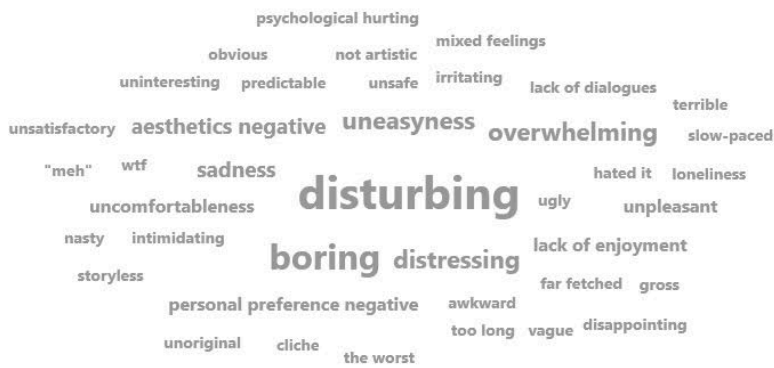 psychological hurting
mixed feelings
obvious
not artistic
uninteresting
predictable
unsafe
irritating
lack of dialogues
terrible
unsatisfactory
aesthetics negative
uneasyness
overwhelming
slow-paced
"meh"
wtf
sadness
hated it
loneliness
disturbing
uncomfortableness
ugly
unpleasant
nasty
intimidating
boring
distressing
lack of enjoyment
storyless
far fetched
gross
personal preference negative
awkward
too long
vague
disappointing
unoriginal
cliche
the worst